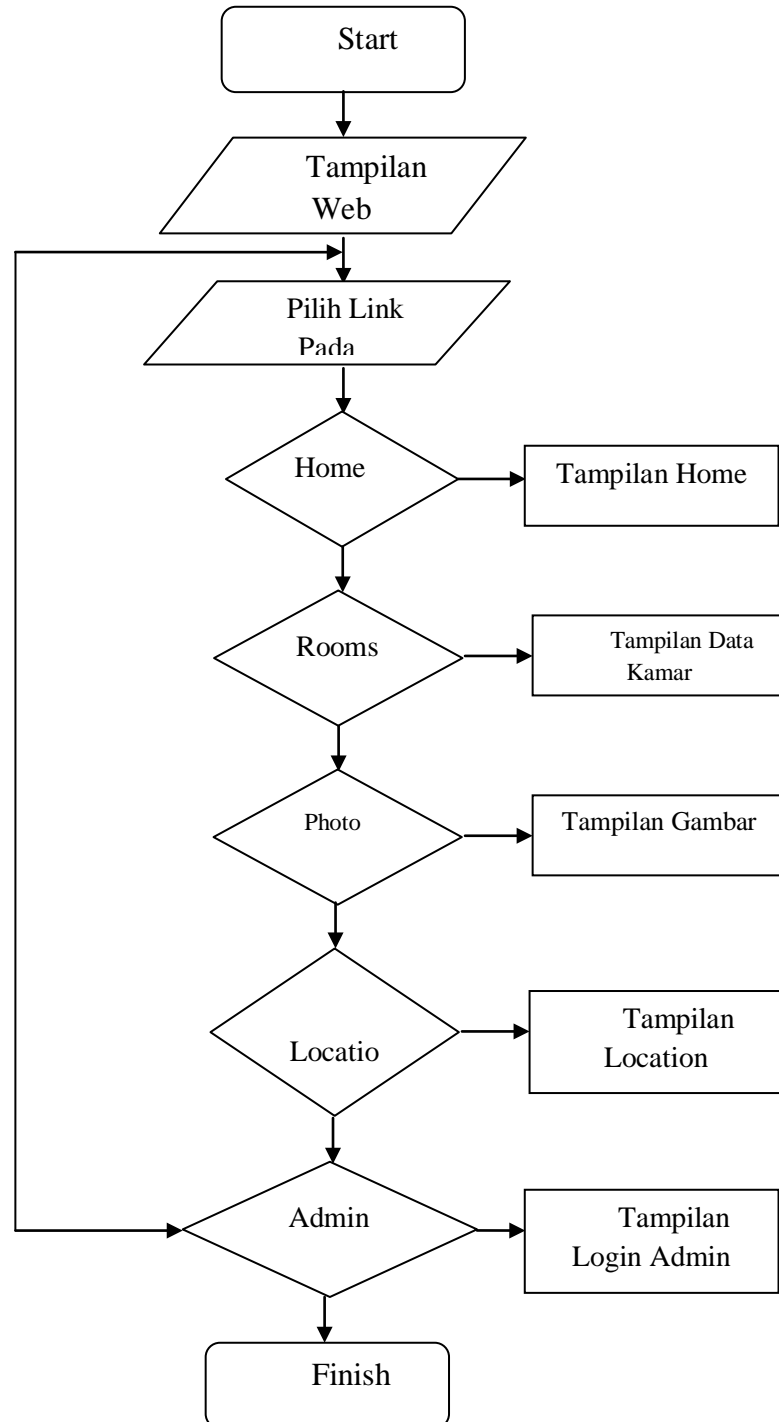 Start
Tampilan
Web
Pilih Link
Pada
Home
Tampilan Home
Rooms
Tampilan Data
Kamar
Photo
Tampilan Gambar
Locatio
Tampilan
Location
Admin
Tampilan
Login Admin
Finish